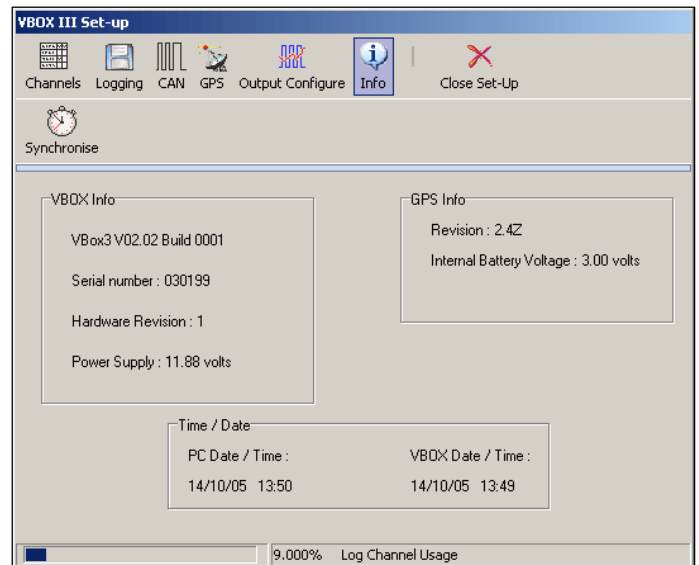 VBOX III Set-up
Channels Logging CAN GPS Output Configure Info Close Set-Up
Synchronise
VBOX Info
VBox3 V02.02 Build 0001
Serial number : 030199
Hardware Revision : 1
Power Supply : 11.88 volts
GPS Info
Revision : 2.4Z
Internal Battery Voltage : 3.00 volts
Time / Date
PC Date / Time : VBOX Date / Time :
14/10/05 13:50 14/10/05 13:49
9.000% Log Channel Usage